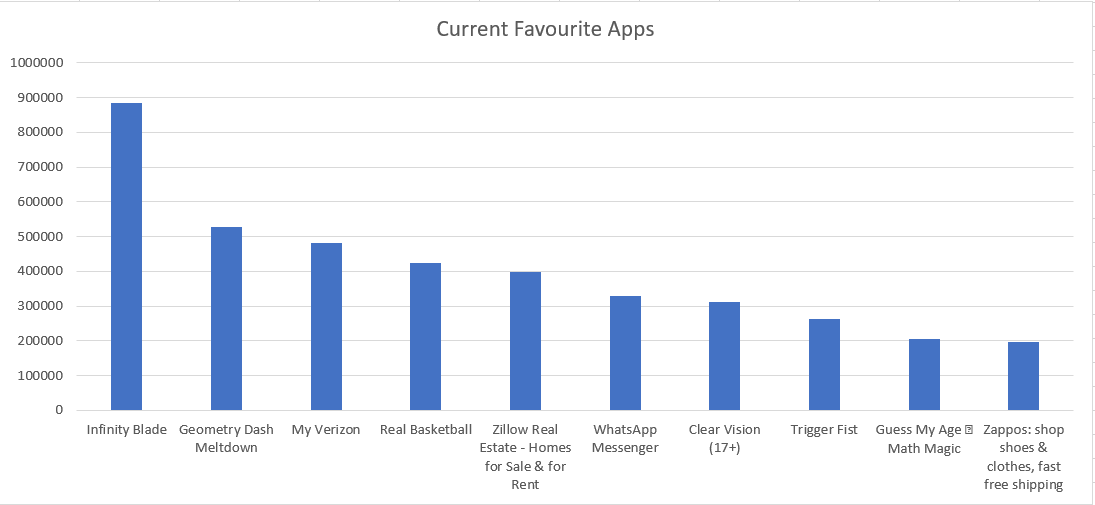 Current Favourite Apps
1000000
900000
800000
700000
600000
500000
400000
300000
200000
100000
0
Infinity Blade
Geometry Dash
Meltdown
My Verizon
Real Basketball
Zillow Real
Estate - Homes
for Sale & for
Rent
WhatsApp
Messenger
Clear Vision
(17+)
Trigger Fist
Guess My Age ⍰
Math Magic
Zappos: shop
shoes &
clothes, fast
free shipping